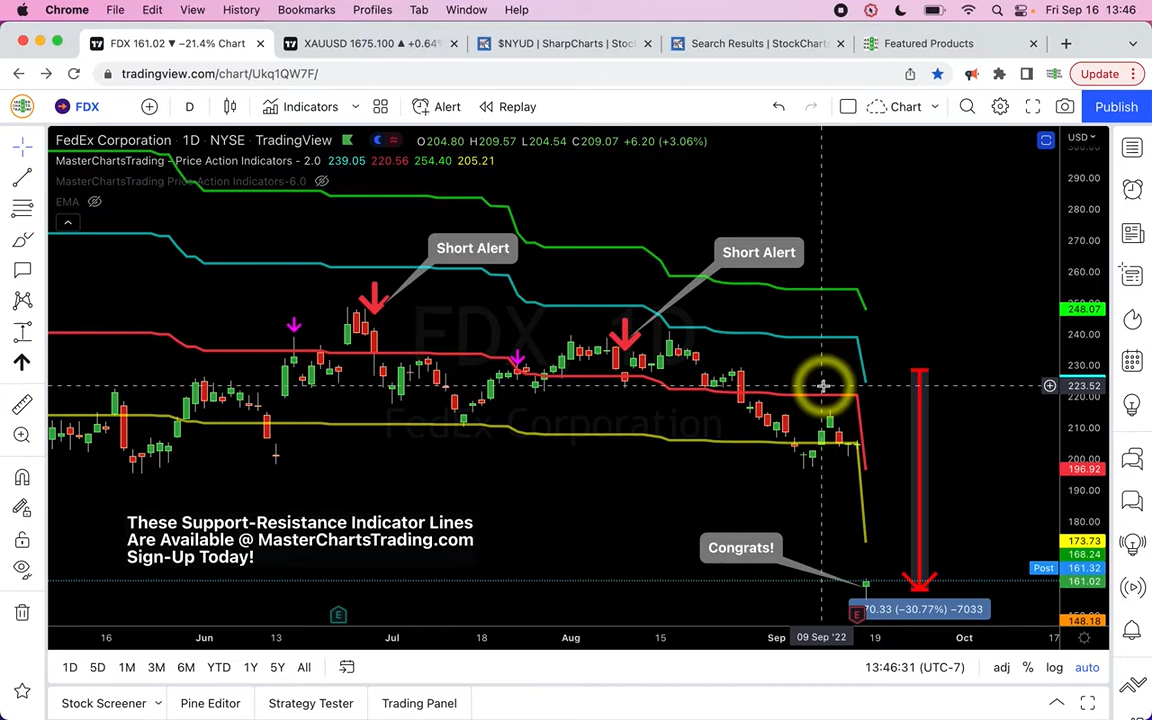 Chrome File Edit View History Bookmarks Profiles Tab Window Help Fri Sep 16 13:46
FDX 161.02 ▼ −21.4% Chart XAUUSD 1675.100 ▲ +0.64% $NYUD | SharpCharts | Stoc Search Results | StockCharts Featured Products
tradingview.com/chart/Ukq1QW7F/ Update
FDX D Indicators Alert Replay Chart Publish
FedEx Corporation · 1D · NYSE · TradingView O204.80 H209.57 L204.54 C209.07 +6.20 (+3.06%) USD
MasterChartsTrading - Price Action Indicators - 2.0 239.05 220.56 254.40 205.21
MasterChartsTrading Price Action Indicators-6.0
EMA
300.00
290.00
280.00
270.00
260.00
248.07
240.00
230.00
223.52
220.00
210.00
200.00
196.92
190.00
180.00
173.73
168.24
Post 161.32
161.02
148.18
Short Alert
Short Alert
FDX 1D
FedEx Corporation
These Support-Resistance Indicator Lines
Are Available @ MasterChartsTrading.com
Sign-Up Today!
Congrats!
70.33 (−30.77%) −7033
E E
16 Jun 13 Jul 18 Aug 15 Sep 09 Sep '22 19 Oct 17
1D 5D 1M 3M 6M YTD 1Y 5Y All 13:46:31 (UTC-7) adj % log auto
Stock Screener Pine Editor Strategy Tester Trading Panel